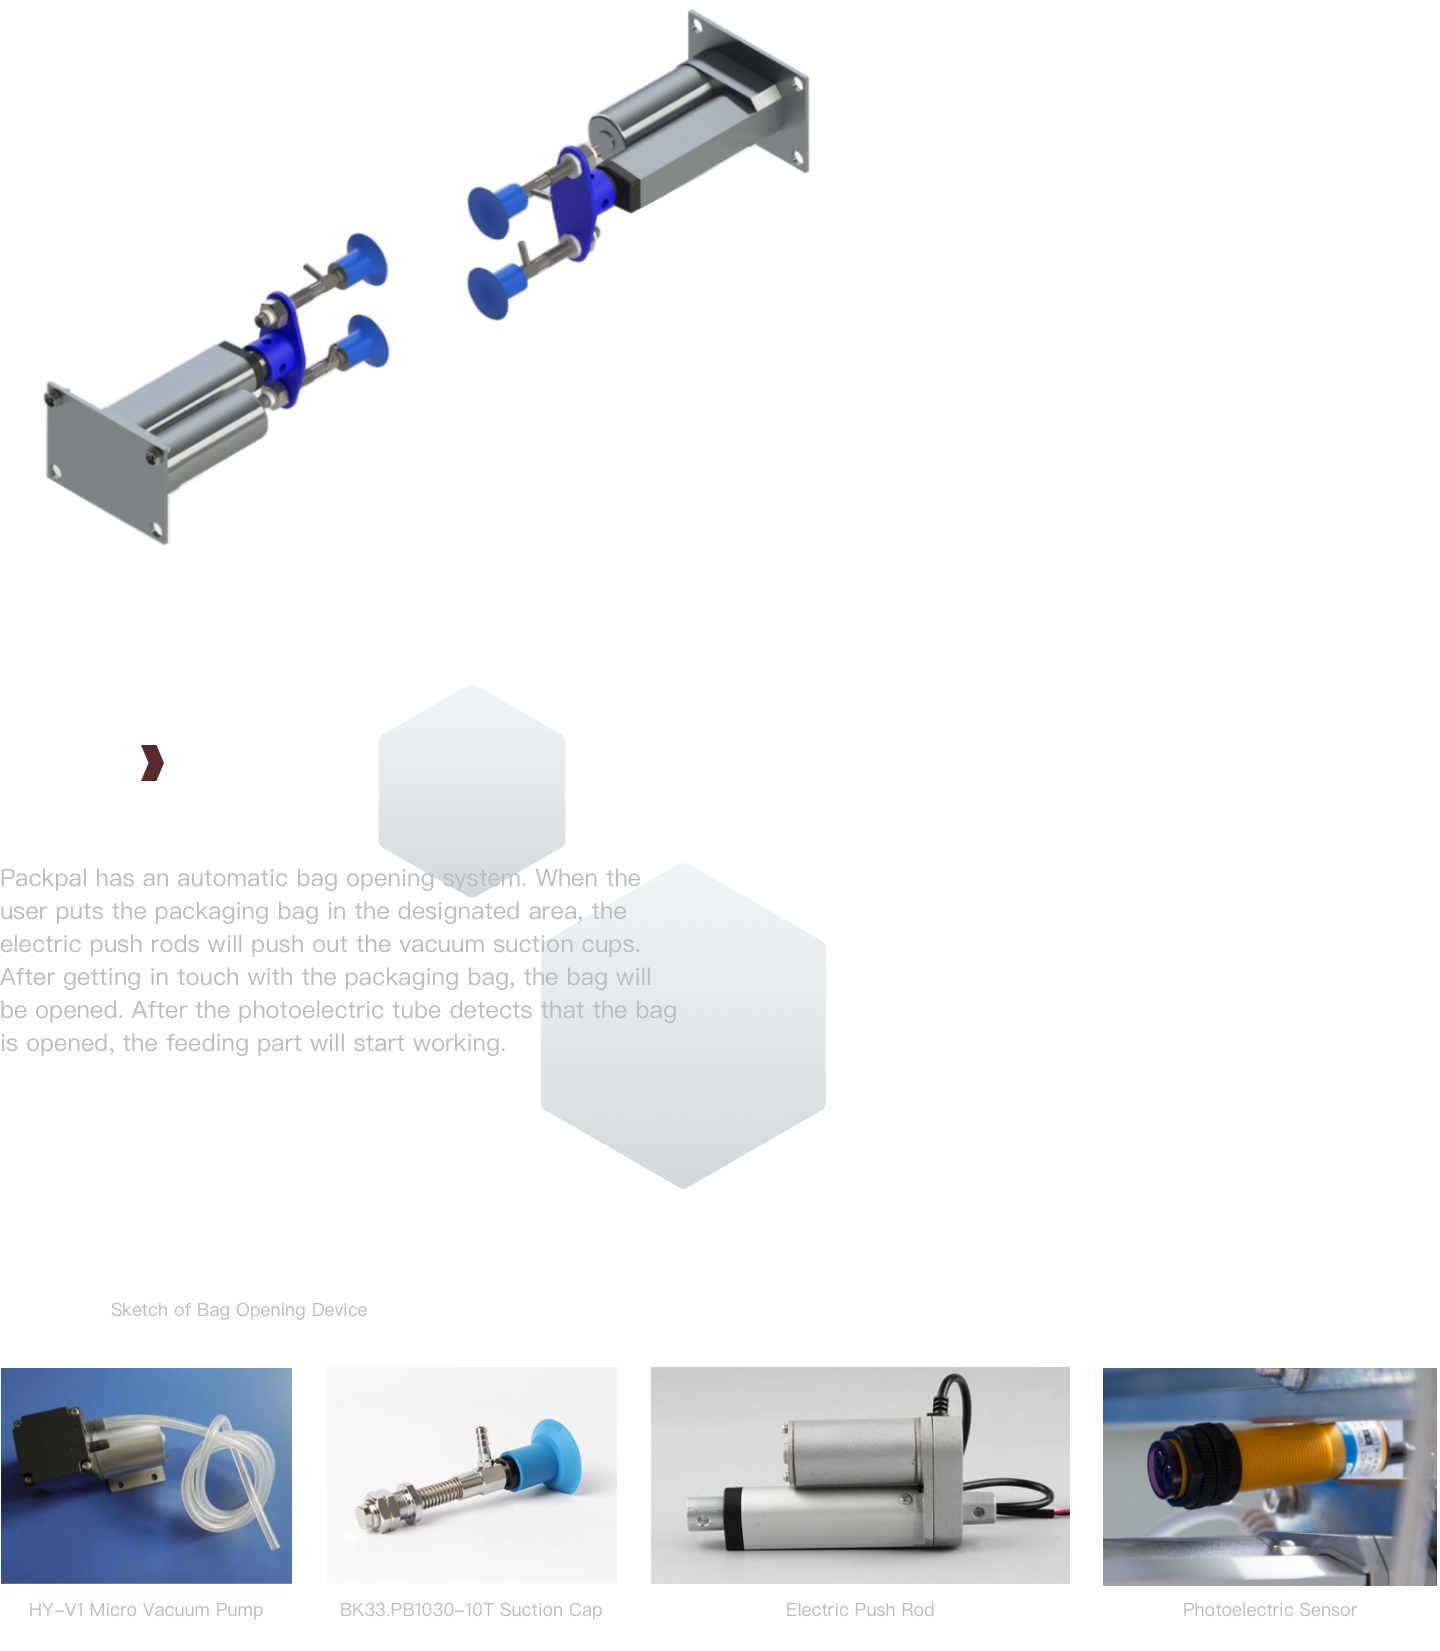 Packpal has an automatic bag opening system. When the
user puts the packaging bag in the designated area, the
electric push rods will push out the vacuum suction cups.
After getting in touch with the packaging bag, the bag will
be opened. After the photoelectric tube detects that the bag
is opened, the feeding part will start working.
Sketch of Bag Opening Device
HY-V1 Micro Vacuum Pump
BK33.PB1030-10T Suction Cap
Electric Push Rod
Photoelectric Sensor